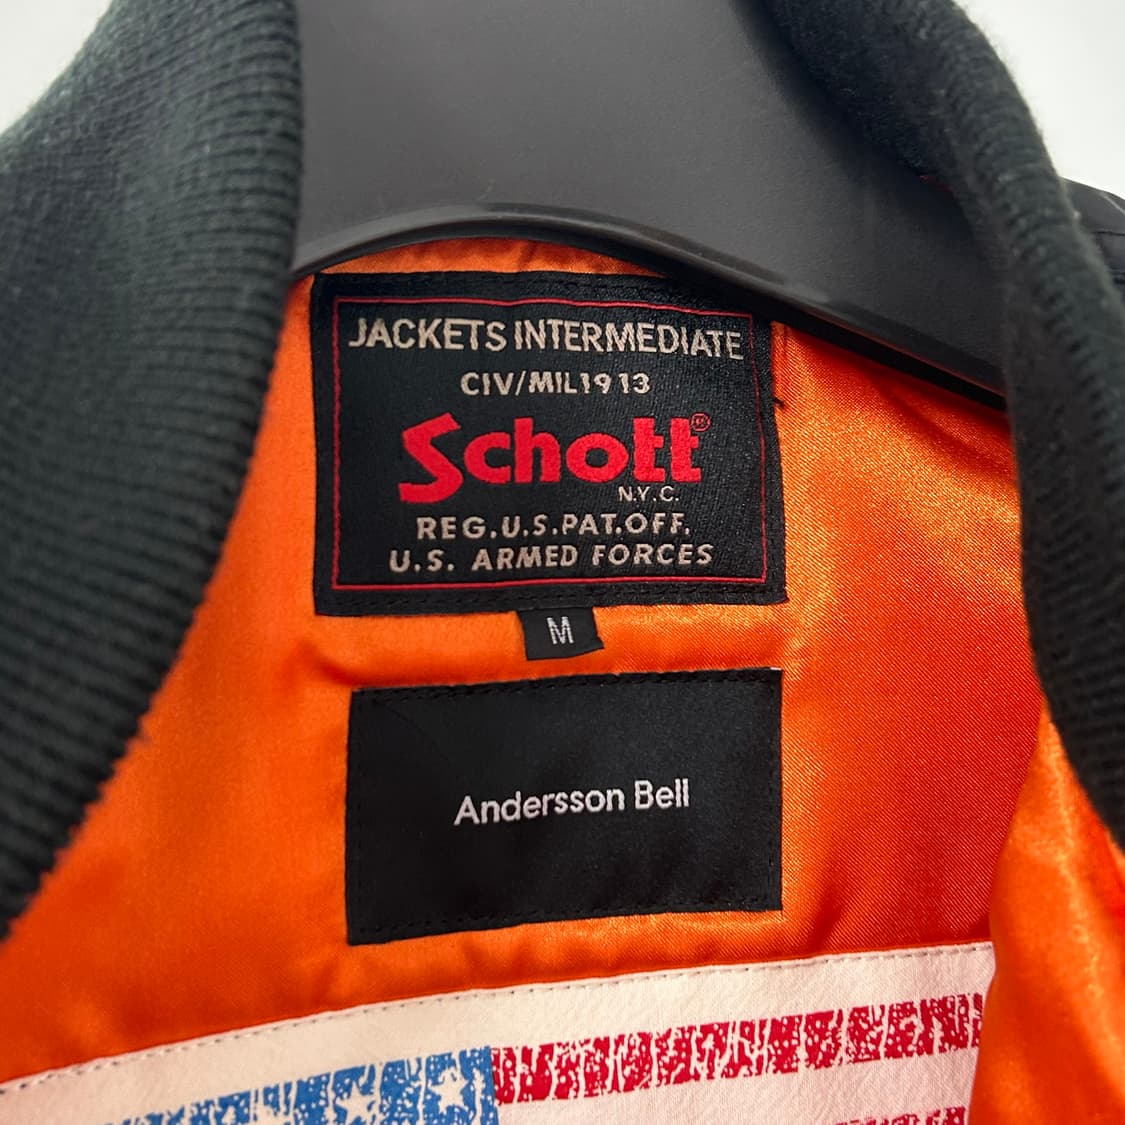 JACKETS INTERMEDIATE
CIV/MIL1913
Schott®
N.Y.C.
REG.U.S.PAT.OFF.
U.S. ARMED FORCES
M
Andersson Bell